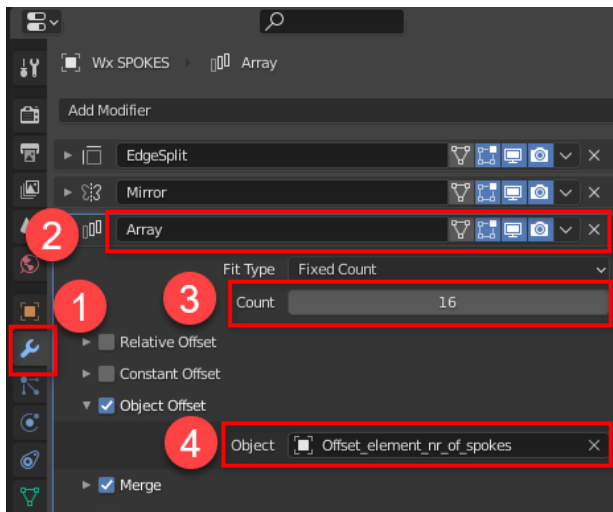 Wx SPOKES Array
Add Modifier
EdgeSplit
Mirror
2 Array
Fit Type Fixed Count
3 Count 16
1
Relative Offset
Constant Offset
Object Offset
4 Object Offset_element_nr_of_spokes
Merge